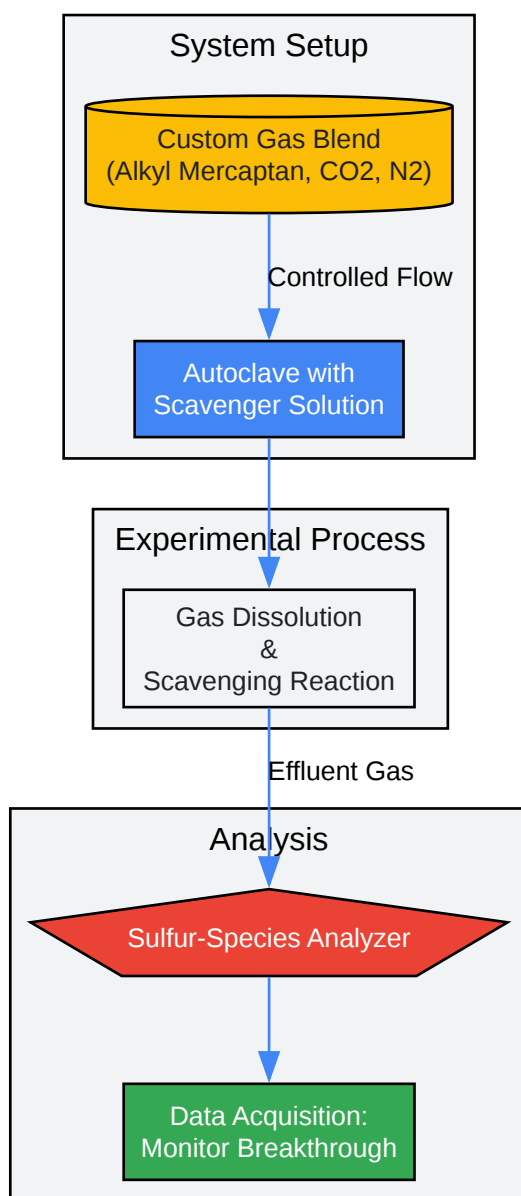 System Setup
Custom Gas Blend
(Alkyl Mercaptan, CO2, N2)
Controlled Flow
Autoclave with
Scavenger Solution
Experimental Process
Gas Dissolution
&
Scavenging Reaction
Effluent Gas
Analysis
Sulfur-Species Analyzer
Data Acquisition:
Monitor Breakthrough